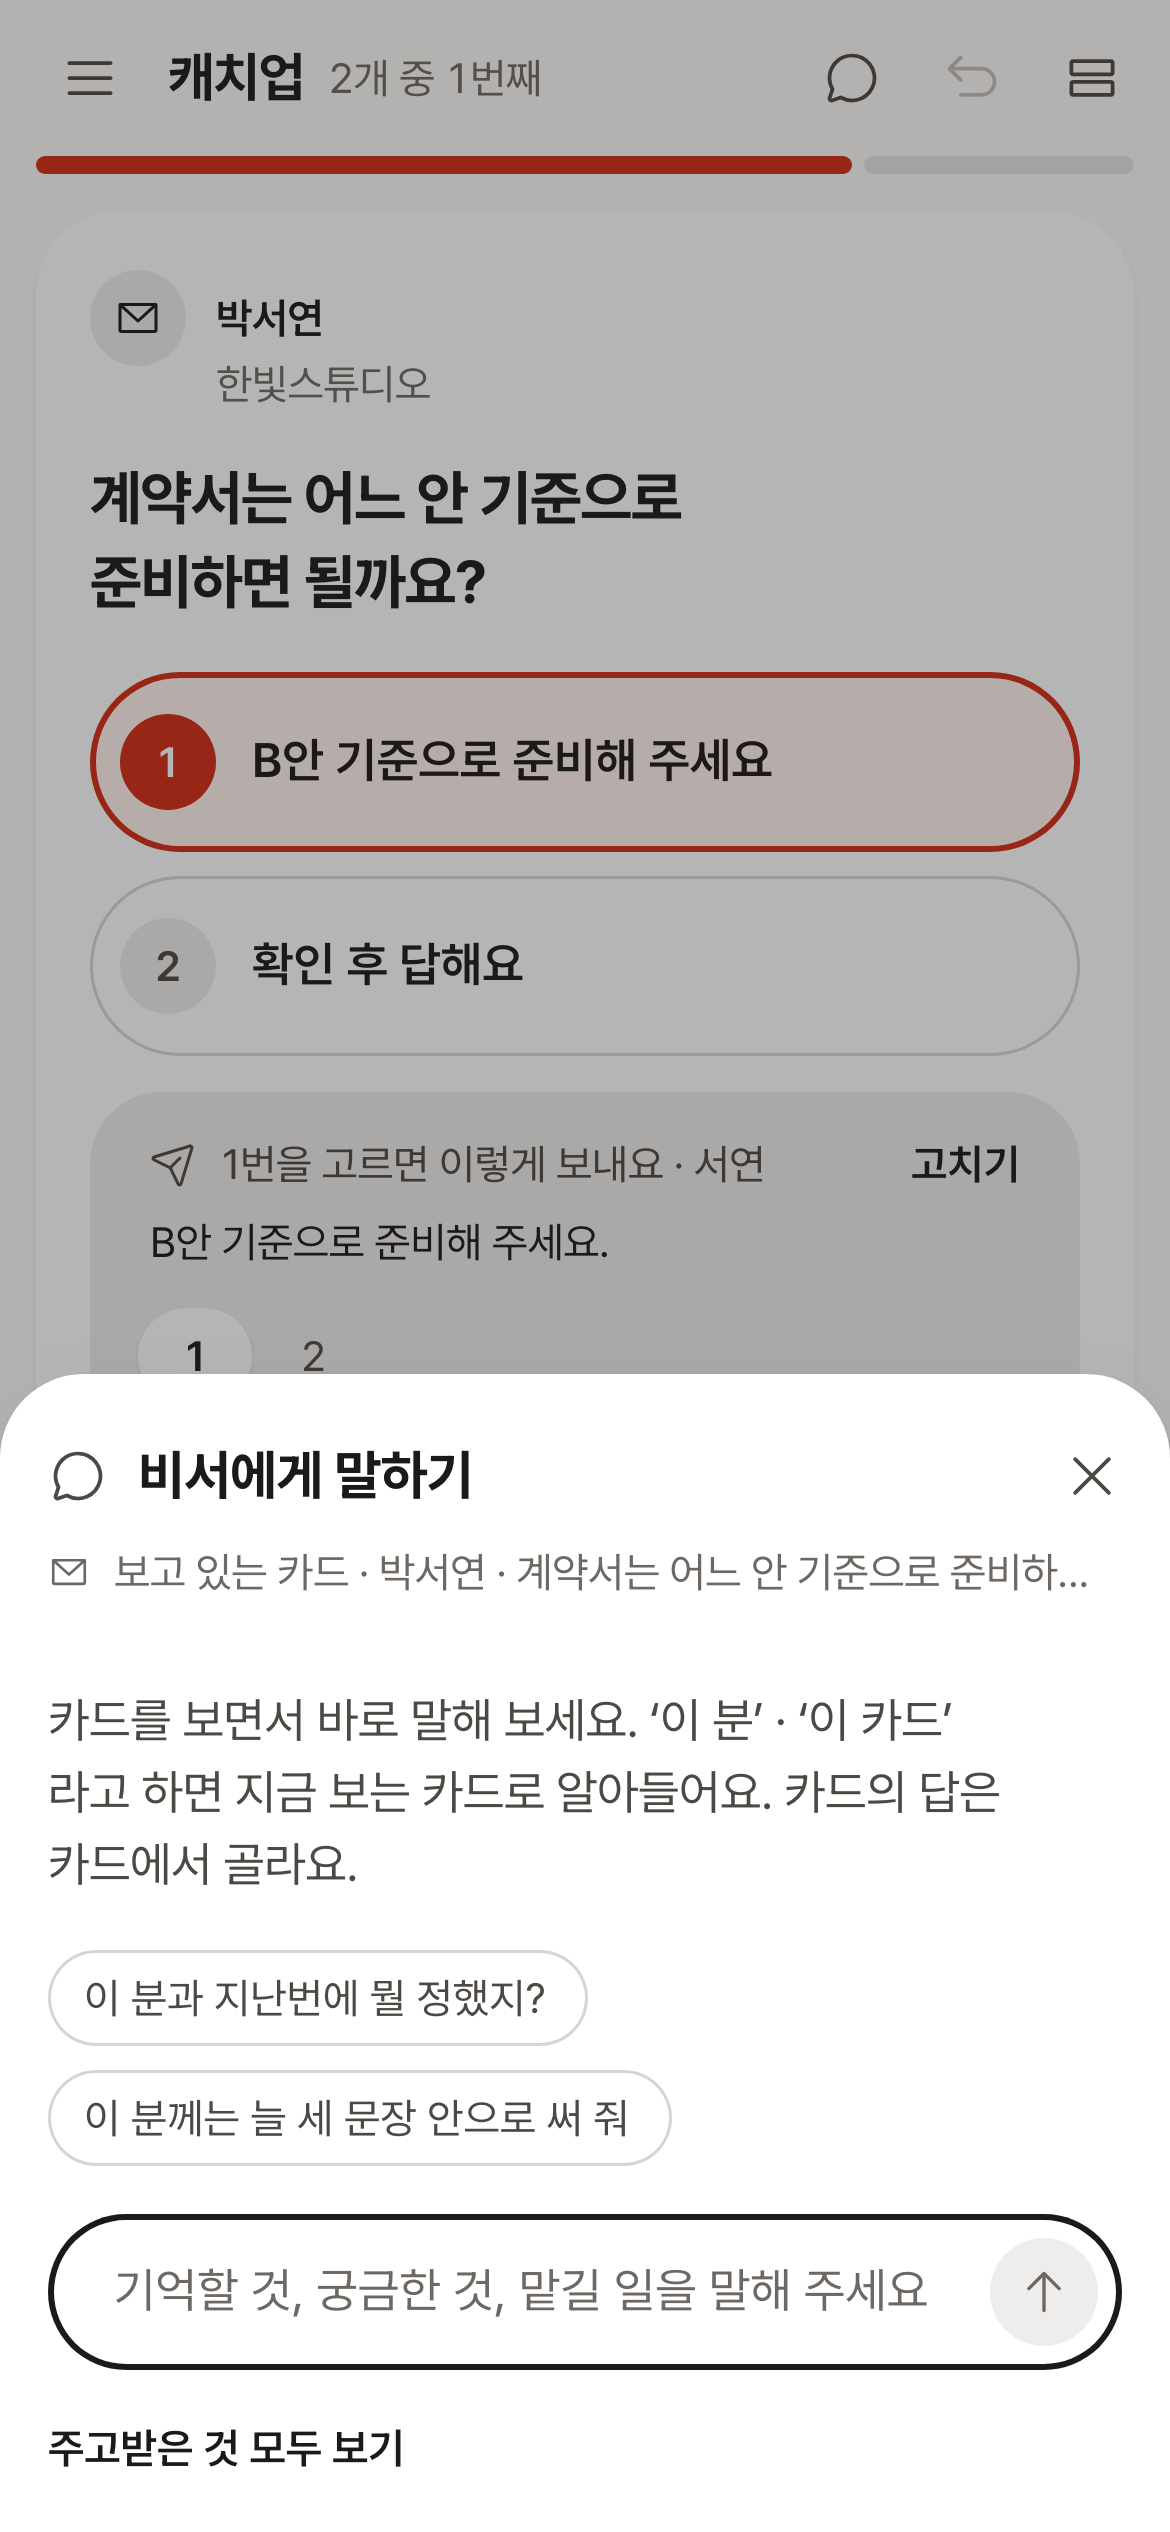 캐치업 2개 중 1번째
박서연
한빛스튜디오
계약서는 어느 안 기준으로
준비하면 될까요?
1 B안 기준으로 준비해 주세요
2 확인 후 답해요
1번을 고르면 이렇게 보내요 · 서연 고치기
B안 기준으로 준비해 주세요.
1 2
비서에게 말하기
보고 있는 카드 · 박서연 · 계약서는 어느 안 기준으로 준비하...
카드를 보면서 바로 말해 보세요. ‘이 분’ · ‘이 카드’
라고 하면 지금 보는 카드로 알아들어요. 카드의 답은
카드에서 골라요.
이 분과 지난번에 뭘 정했지?
이 분께는 늘 세 문장 안으로 써 줘
기억할 것, 궁금한 것, 맡길 일을 말해 주세요
주고받은 것 모두 보기